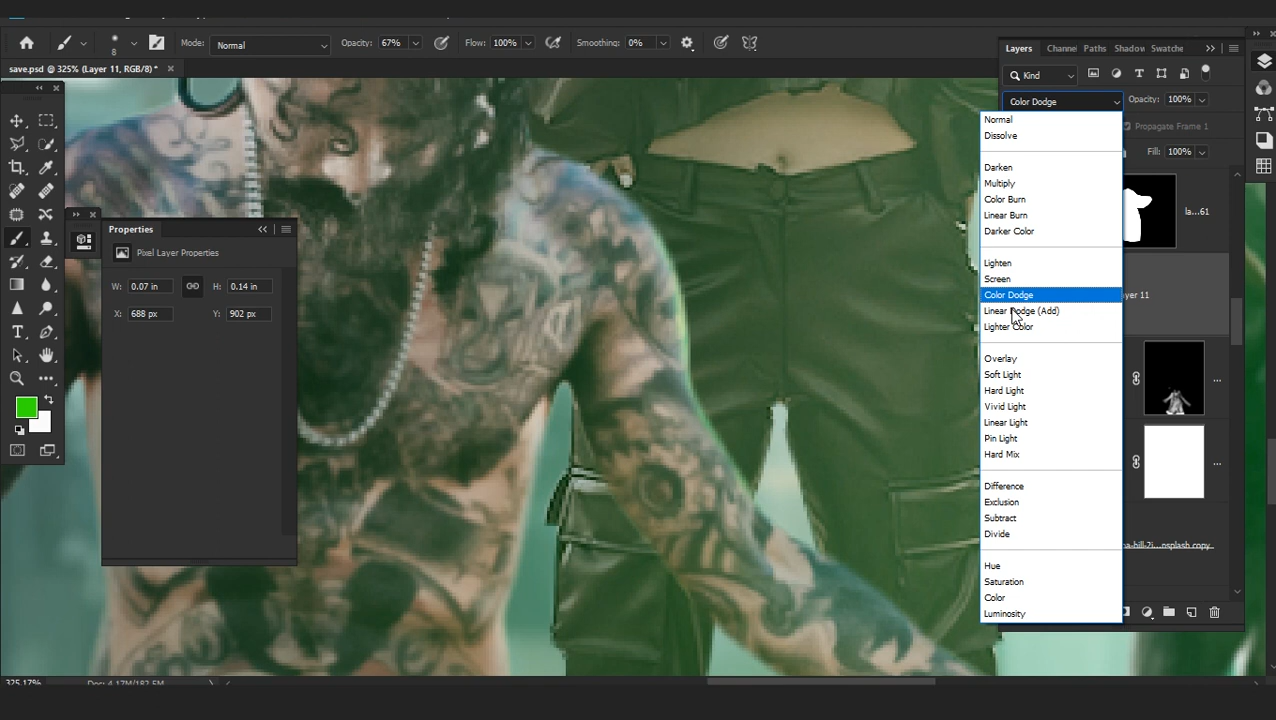 Mode: Normal Opacity: 67% Flow: 100% Smoothing: 0%
8
save.psd @ 325% (Layer 11, RGB/8) *
Layers Channe Paths Shadow Swatche
Kind
Color Dodge Opacity: 100%
Propagate Frame 1
Fill: 100%
Normal
Dissolve
Darken
Multiply
Color Burn
Linear Burn
Darker Color
Lighten
Screen
Color Dodge
Linear Dodge (Add)
Lighter Color
Overlay
Soft Light
Hard Light
Vivid Light
Linear Light
Pin Light
Hard Mix
Difference
Exclusion
Subtract
Divide
Hue
Saturation
Color
Luminosity
la...61
yer 11
na-bill-7i...nsplash copy
Properties
Pixel Layer Properties
W: 0.07 in H: 0.14 in
X: 688 px Y: 902 px
325.17% Doc: 4.17M/182.5M